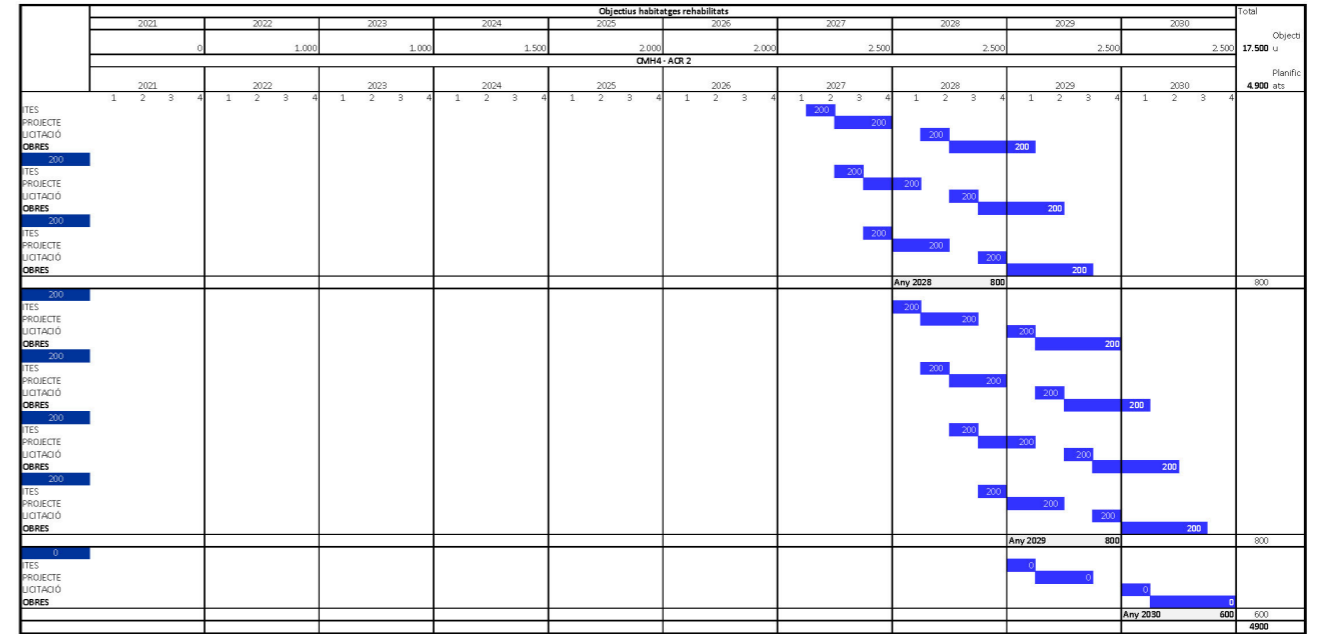 Objectius habitatges rehabilitats Total
2021 2022 2023 2024 2025 2026 2027 2028 2029 2030
0 1.000 1.000 1.500 2.000 2.000 2.500 2.500 2.500 2.500 17.500 Objectiu
CMH4 - ACR 2
2021 2022 2023 2024 2025 2026 2027 2028 2029 2030 4.900 Planificats
1 2 3 4 1 2 3 4 1 2 3 4 1 2 3 4 1 2 3 4 1 2 3 4 1 2 3 4 1 2 3 4 1 2 3 4 1 2 3 4
ITES 200
PROJECTE 200
LICITACIÓ 200
OBRES 200
200
ITES 200
PROJECTE 200
LICITACIÓ 200
OBRES 200
200
ITES 200
PROJECTE 200
LICITACIÓ 200
OBRES 200
Any 2028 800 800
200
ITES 200
PROJECTE 200
LICITACIÓ 200
OBRES 200
200
ITES 200
PROJECTE 200
LICITACIÓ 200
OBRES 200
200
ITES 200
PROJECTE 200
LICITACIÓ 200
OBRES 200
200
ITES 200
PROJECTE 200
LICITACIÓ 200
OBRES 200
Any 2029 800 800
0
ITES 0
PROJECTE 0
LICITACIÓ 0
OBRES 0
Any 2030 600 600
4900